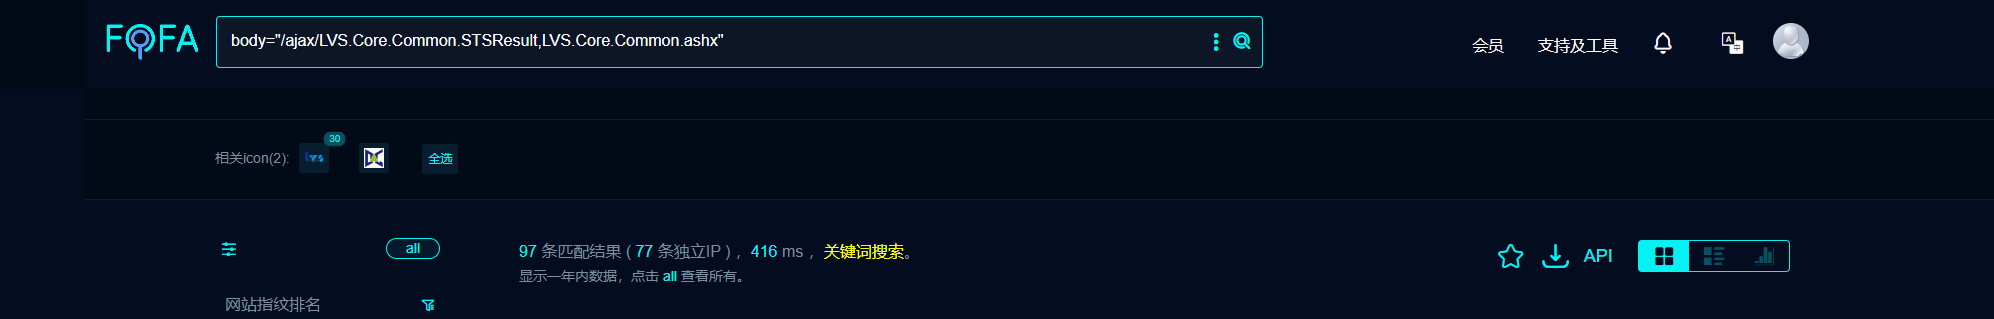 FOFA
body="/ajax/LVS.Core.Common.STSResult,LVS.Core.Common.ashx"
会员 支持及工具
A 中
相关icon(2): lvs 30 全选
all
97 条匹配结果 ( 77 条独立IP ) ，416 ms ，关键词搜索。
API
显示一年内数据，点击 all 查看所有。
网站指纹排名